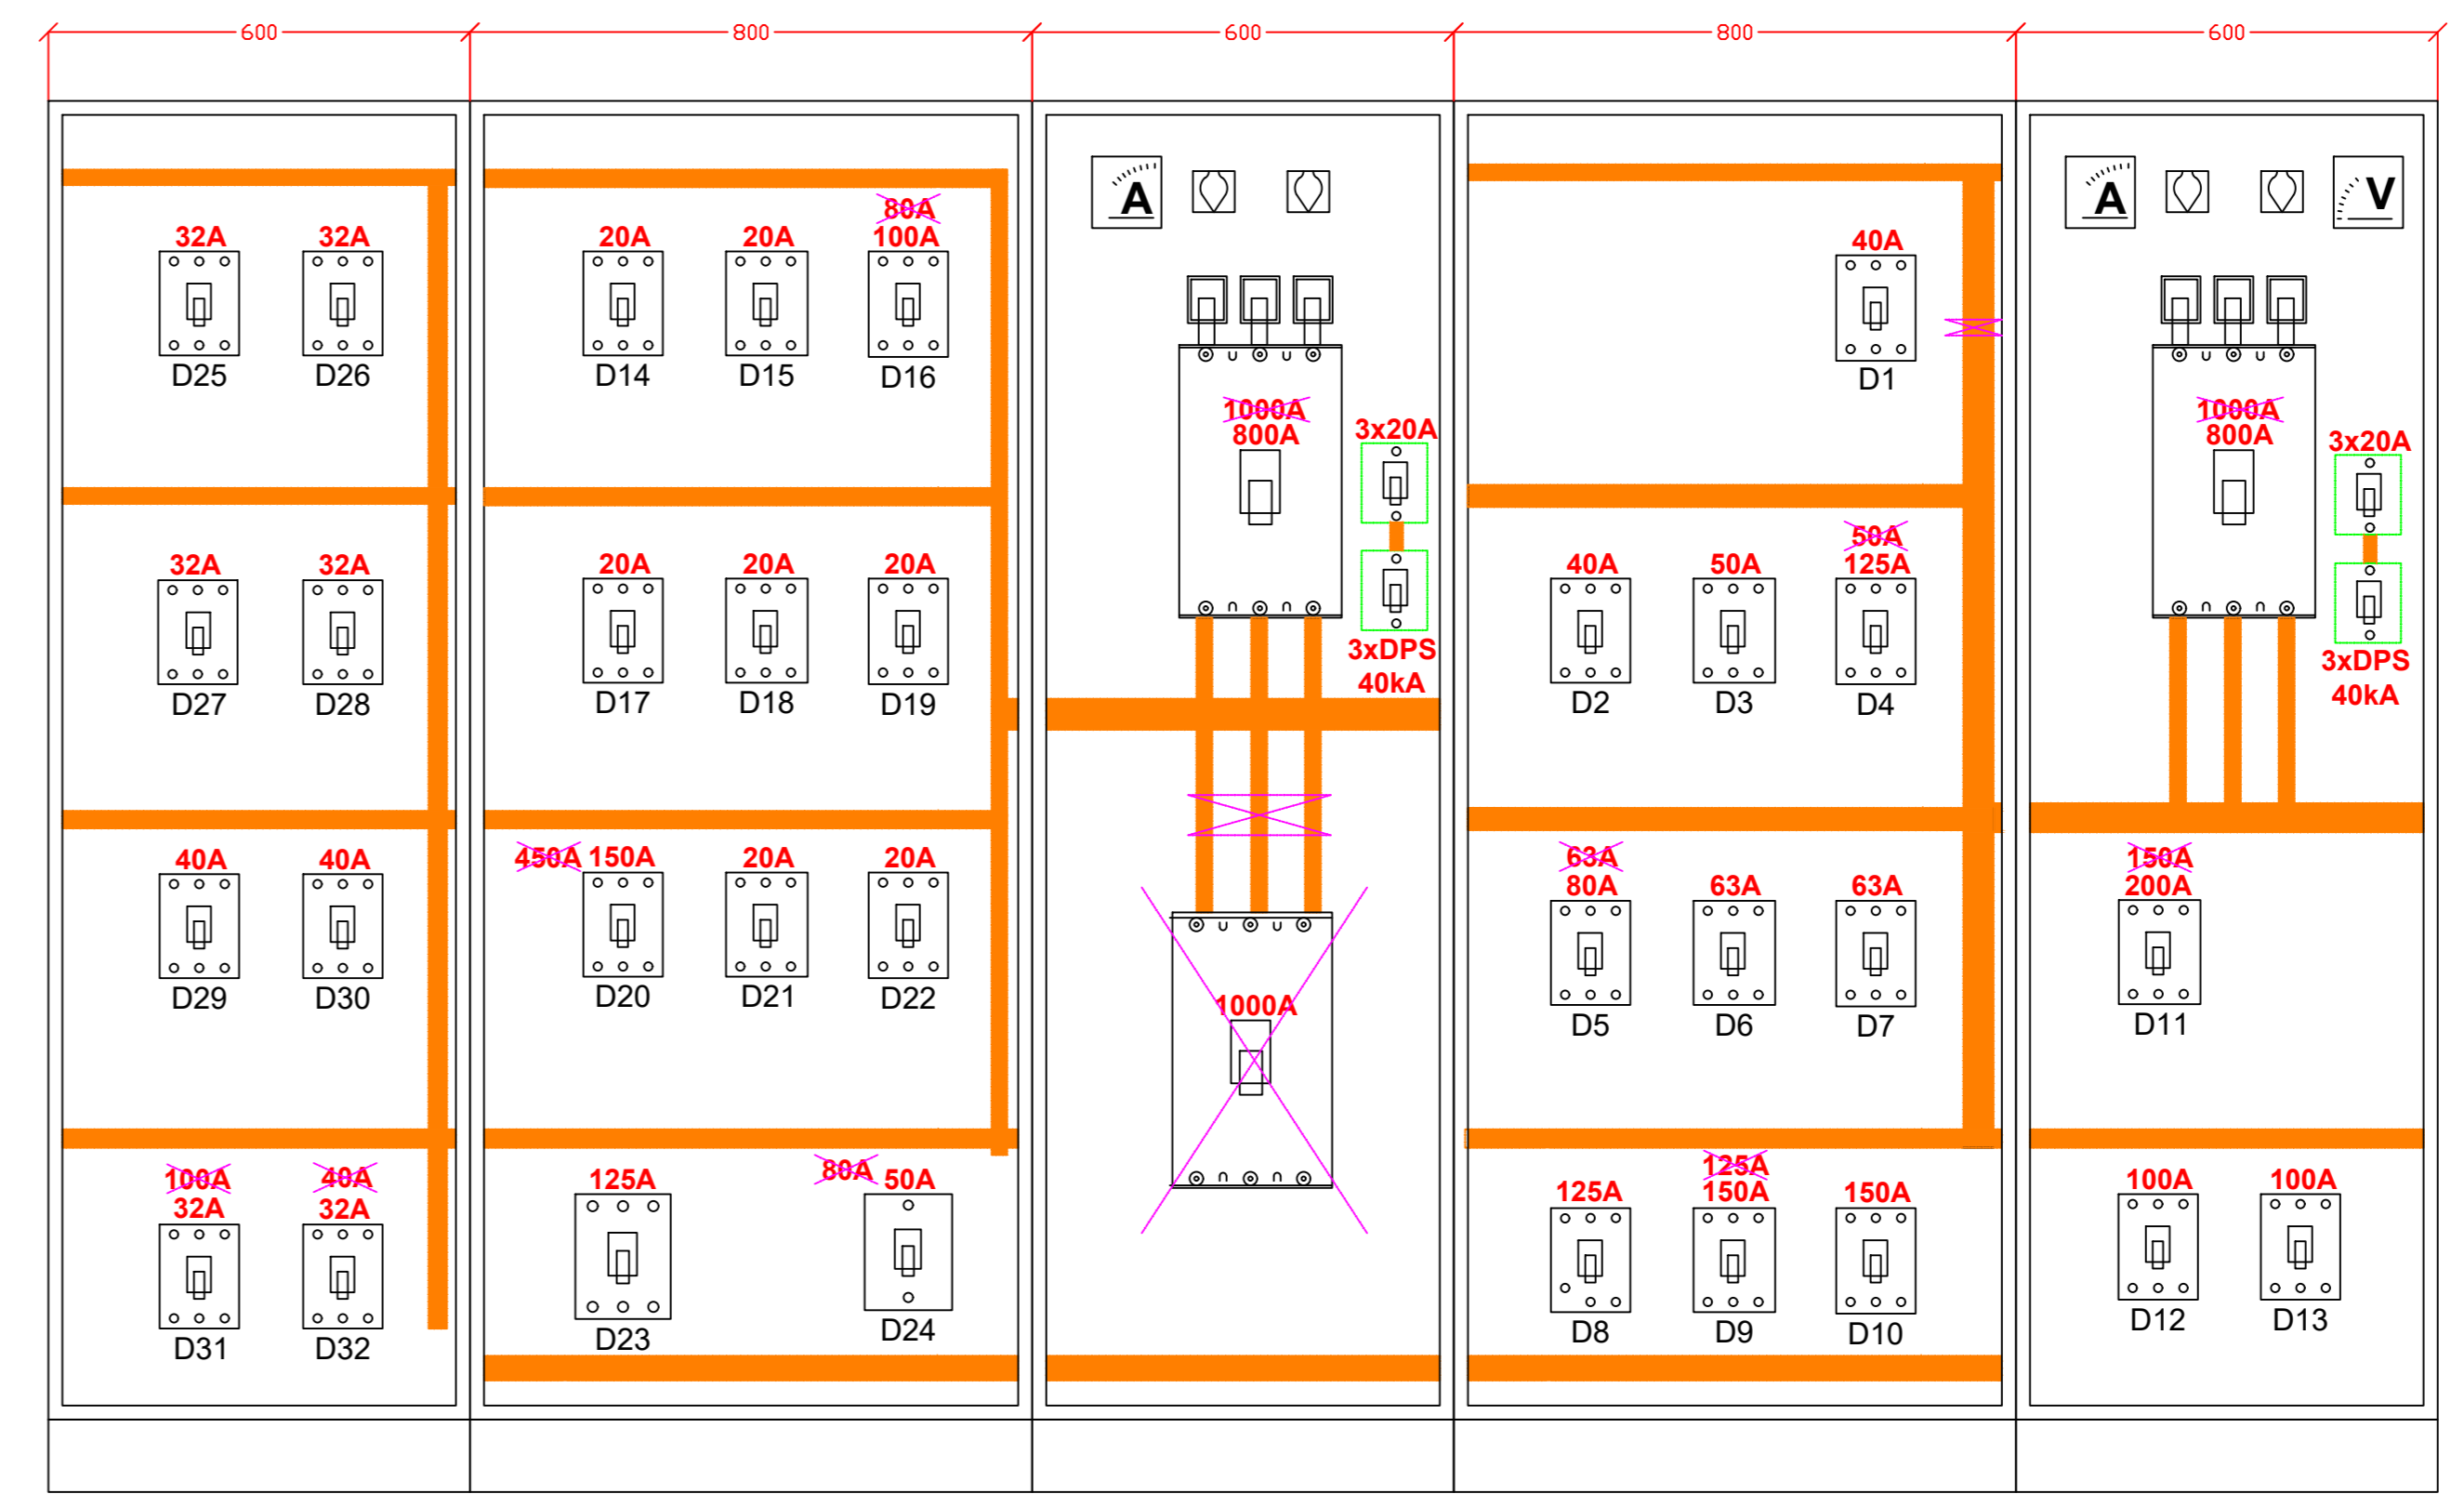 600 800 600 800 600
32A
D25
32A
D26
32A
D27
32A
D28
40A
D29
40A
D30
100A
32A
D31
40A
32A
D32
20A
D14
20A
D15
80A
100A
D16
20A
D17
20A
D18
20A
D19
450A 150A
D20
20A
D21
20A
D22
125A
D23
80A 50A
D24
A
1000A
800A
3x20A
3xDPS
40kA
1000A
40A
D1
40A
D2
50A
D3
50A
125A
D4
63A
80A
D5
63A
D6
63A
D7
125A
D8
125A
150A
D9
150A
D10
A
V
1000A
800A
3x20A
3xDPS
40kA
150A
200A
D11
100A
D12
100A
D13